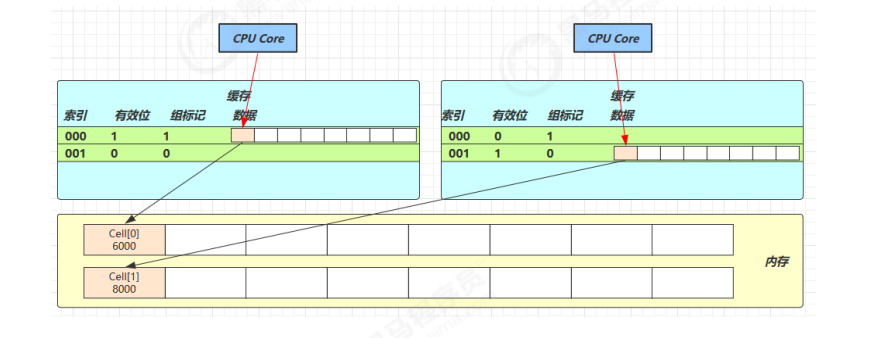 CPU Core
CPU Core
索引 有效位 组标记 缓存数据
000 1 1
001 0 0
索引 有效位 组标记 缓存数据
000 0 1
001 1 0
Cell[0]
6000
Cell[1]
8000
内存